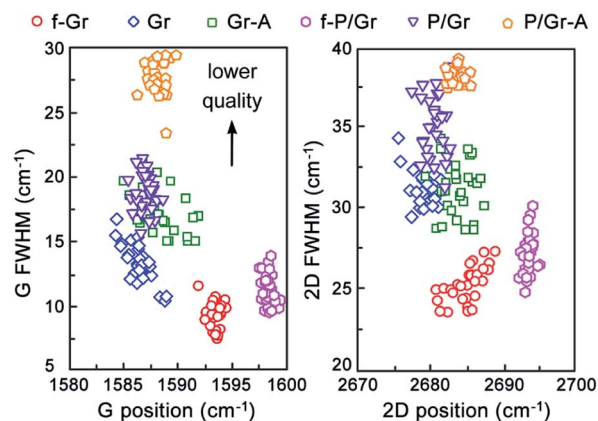 f-Gr Gr Gr-A f-P/Gr P/Gr P/Gr-A
30
25
20
15
10
5
G FWHM (cm⁻¹)
lower
quality
1580 1585 1590 1595 1600
G position (cm⁻¹)
40
35
30
25
20
2D FWHM (cm⁻¹)
2670 2680 2690 2700
2D position (cm⁻¹)